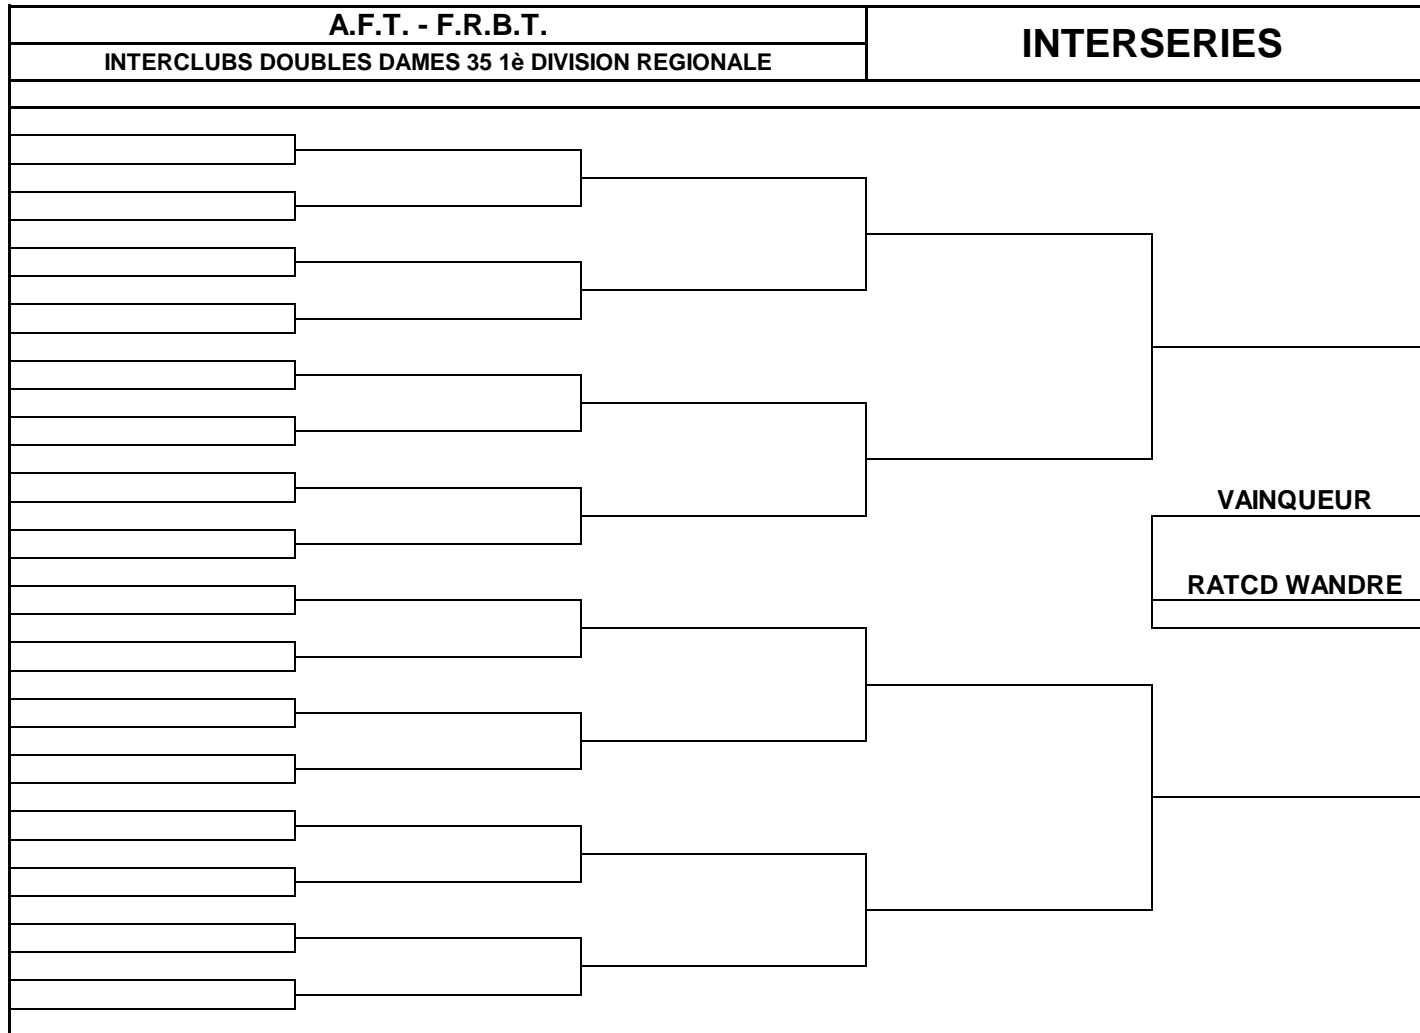 A.F.T. - F.R.B.T.
INTERCLUBS DOUBLES DAMES 35 1è DIVISION REGIONALE
INTERSERIES
VAINQUEUR
RATCD WANDRE